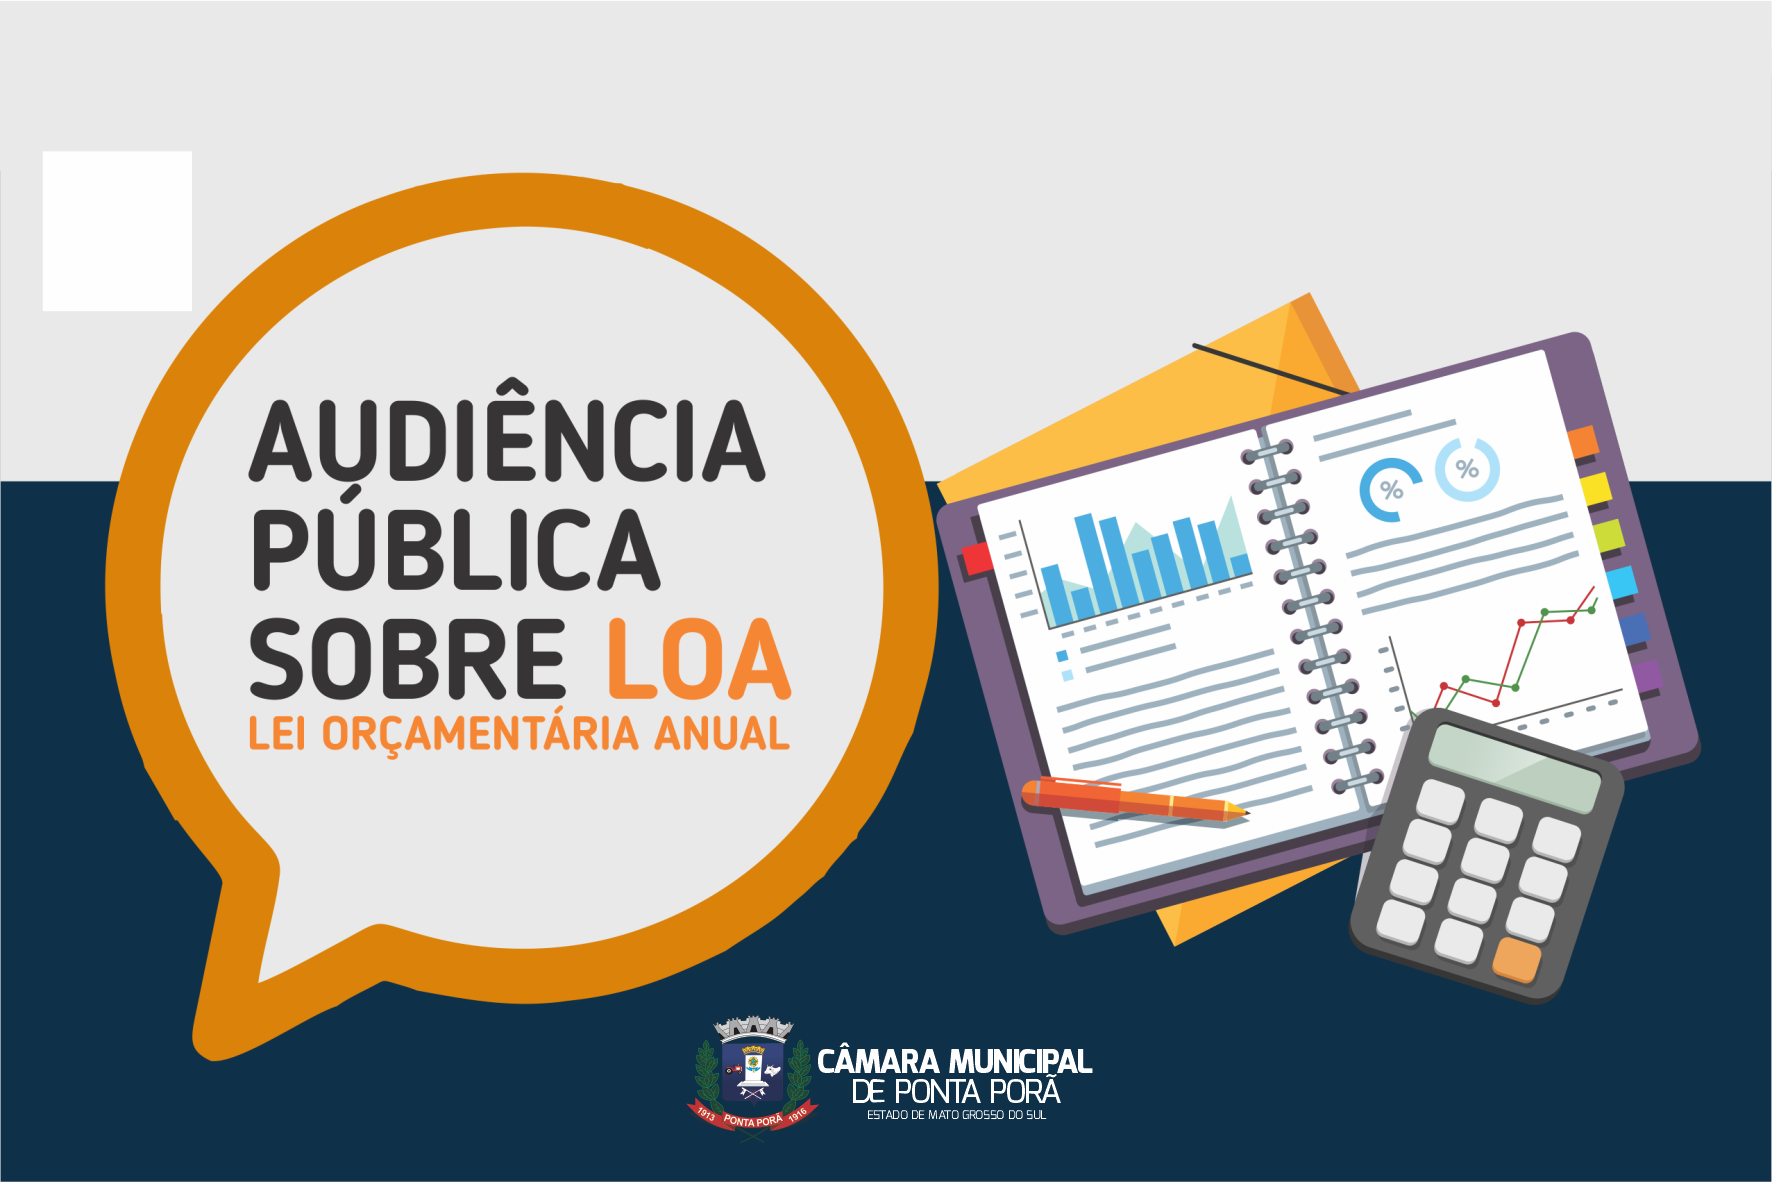 AUDIÊNCIA
PÚBLICA
SOBRE LOA
LEI ORÇAMENTÁRIA ANUAL
%
%
CÂMARA MUNICIPAL
DE PONTA PORÃ
ESTADO DE MATO GROSSO DO SUL
1913 PONTA PORÃ 1916